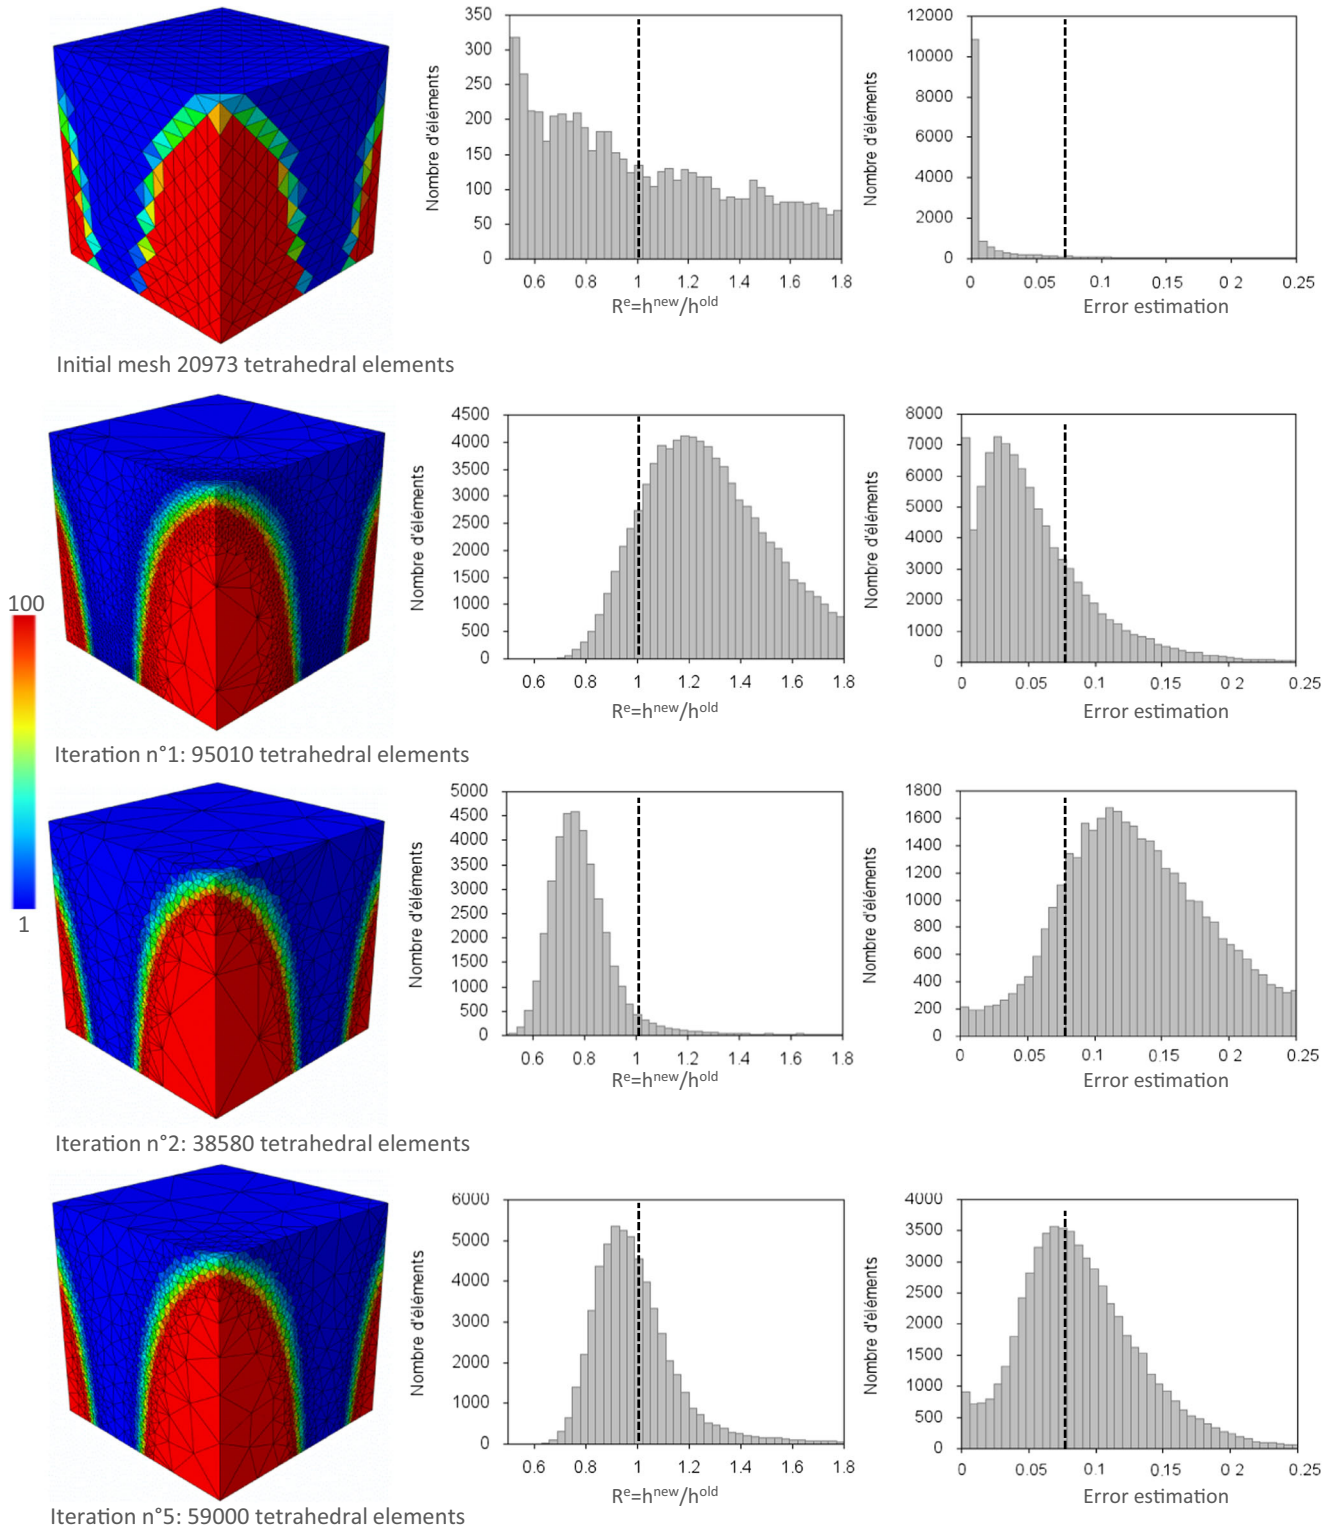 350
300
250
200
150
100
50
0
Nombre d'éléments
0.6 0.8 1 1.2 1.4 1.6 1.8
Rᵉ=hⁿᵉʷ/hᵒˡᵈ
12000
10000
8000
6000
4000
2000
0
Nombre d'éléments
0 0.05 0.1 0 15 0 2 0.25
Error estimation
Initial mesh 20973 tetrahedral elements
4500
4000
3500
3000
2500
2000
1500
1000
500
0
Nombre d'éléments
0.6 0.8 1 1.2 1.4 1.6 1.8
Rᵉ=hⁿᵉʷ/hᵒˡᵈ
8000
7000
6000
5000
4000
3000
2000
1000
0
Nombre d'éléments
0 0.05 0.1 0.15 0 2 0.25
Error estimation
100
1
Iteration n°1: 95010 tetrahedral elements
5000
4500
4000
3500
3000
2500
2000
1500
1000
500
0
Nombre d'éléments
0.6 0.8 1 1.2 1.4 1.6 1.8
Rᵉ=hⁿᵉʷ/hᵒˡᵈ
1800
1600
1400
1200
1000
800
600
400
200
0
Nombre d'éléments
0 0.05 0.1 0.15 0 2 0.25
Error estimation
Iteration n°2: 38580 tetrahedral elements
6000
5000
4000
3000
2000
1000
0
Nombre d'éléments
0.6 0.8 1 1.2 1.4 1.6 1.8
Rᵉ=hⁿᵉʷ/hᵒˡᵈ
4000
3500
3000
2500
2000
1500
1000
500
0
Nombre d'éléments
0 0.05 0.1 0.15 0.2 0.25
Error estimation
Iteration n°5: 59000 tetrahedral elements